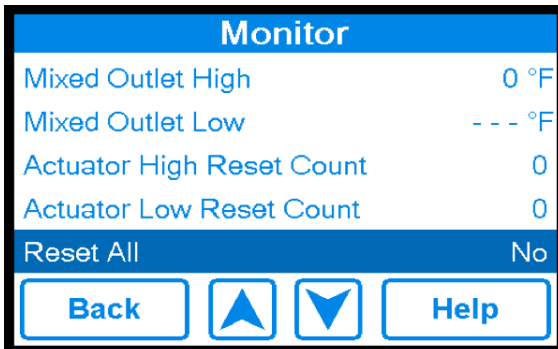 Monitor
Mixed Outlet High 0 °F
Mixed Outlet Low - - - °F
Actuator High Reset Count 0
Actuator Low Reset Count 0
Reset All No
Back Help